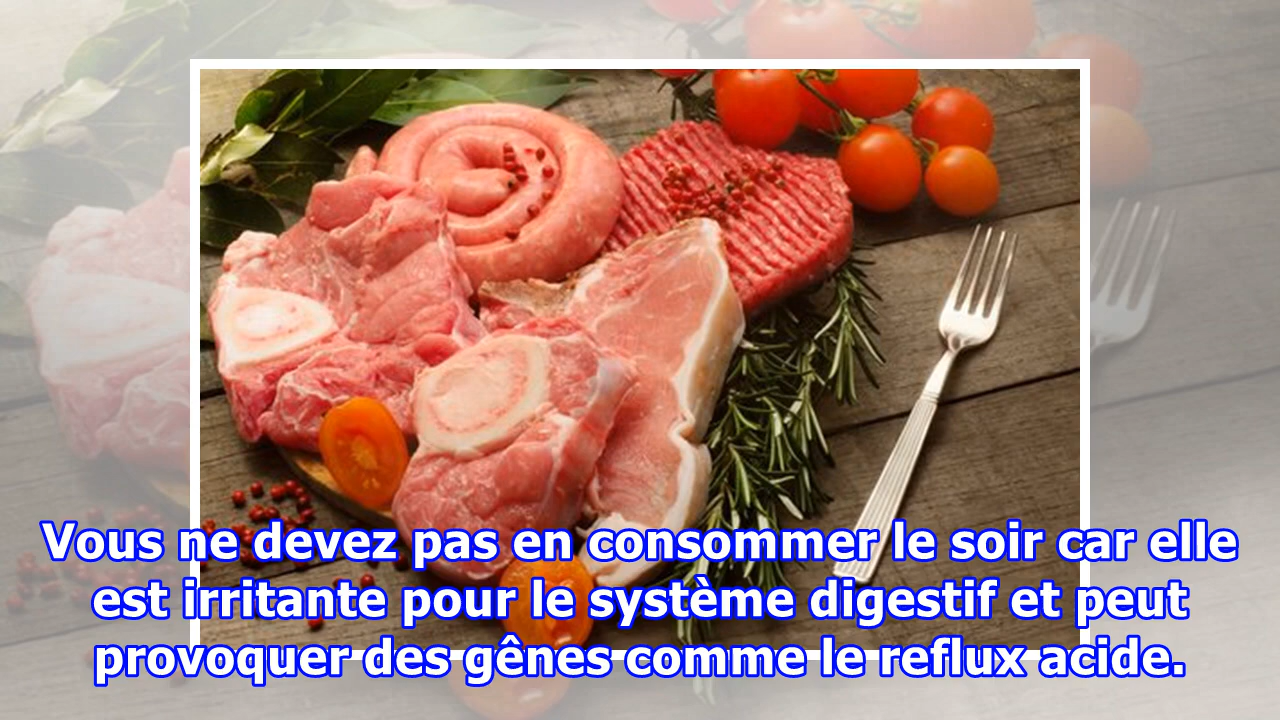 Vous ne devez pas en consommer le soir car elle
est irritante pour le système digestif et peut
provoquer des gênes comme le reflux acide.